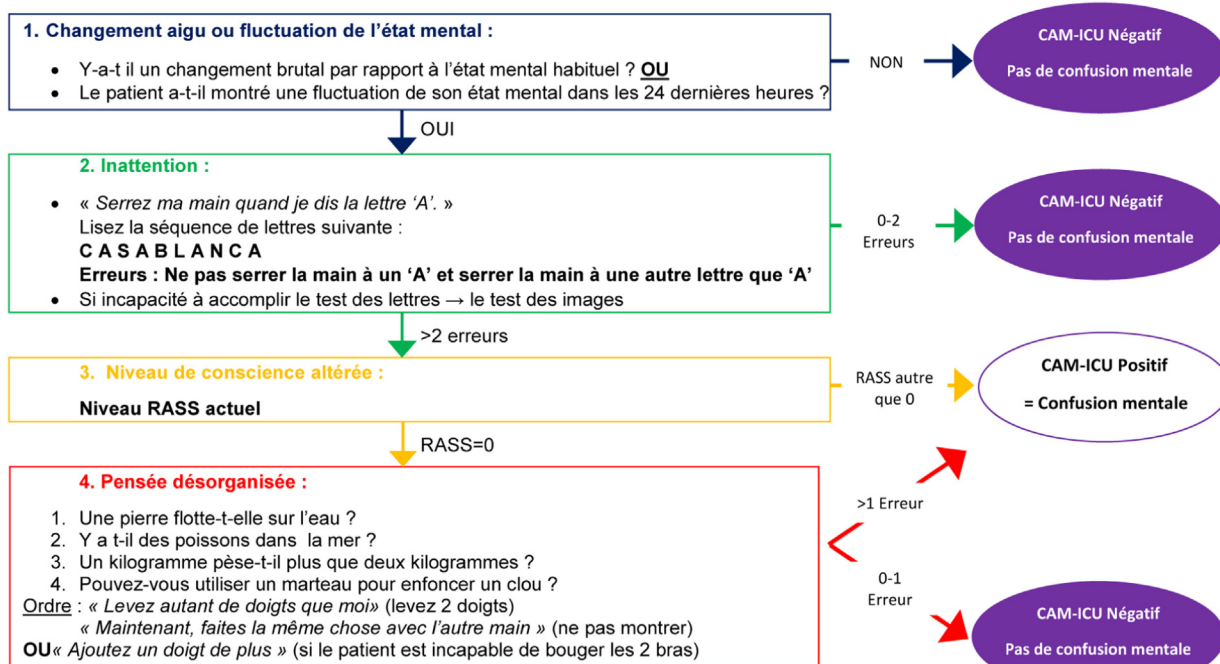 1. Changement aigu ou fluctuation de l'état mental :
• Y-a-t il un changement brutal par rapport à l'état mental habituel ? OU
• Le patient a-t-il montré une fluctuation de son état mental dans les 24 dernières heures ?
NON
CAM-ICU Négatif
Pas de confusion mentale
OUI
2. Inattention :
• « Serrez ma main quand je dis la lettre 'A'. »
Lisez la séquence de lettres suivante :
C A S A B L A N C A
Erreurs : Ne pas serrer la main à un 'A' et serrer la main à une autre lettre que 'A'
• Si incapacité à accomplir le test des lettres → le test des images
0-2
Erreurs
CAM-ICU Négatif
Pas de confusion mentale
>2 erreurs
3. Niveau de conscience altérée :
Niveau RASS actuel
RASS autre
que 0
CAM-ICU Positif
= Confusion mentale
RASS=0
4. Pensée désorganisée :
1. Une pierre flotte-t-elle sur l'eau ?
2. Y a t-il des poissons dans la mer ?
3. Un kilogramme pèse-t-il plus que deux kilogrammes ?
4. Pouvez-vous utiliser un marteau pour enfoncer un clou ?
Ordre : « Levez autant de doigts que moi» (levez 2 doigts)
« Maintenant, faites la même chose avec l'autre main » (ne pas montrer)
OU« Ajoutez un doigt de plus » (si le patient est incapable de bouger les 2 bras)
>1 Erreur
0-1
Erreur
CAM-ICU Négatif
Pas de confusion mentale